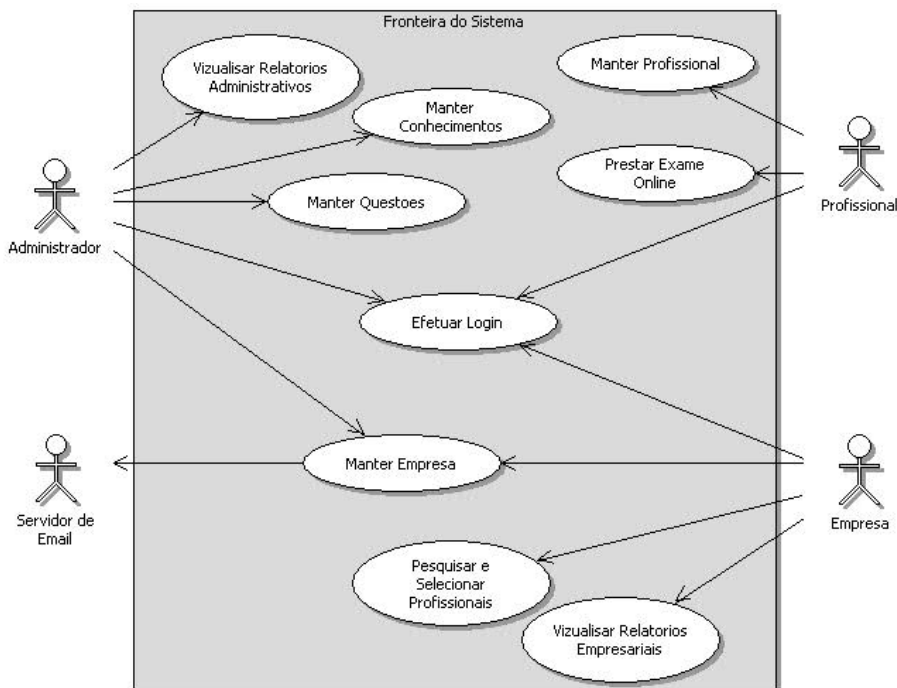 Fronteira do Sistema
Vizualisar Relatorios
Administrativos
Manter Profissional
Manter
Conhecimentos
Prestar Exame
Online
Manter Questoes
Administrador
Profissional
Efetuar Login
Manter Empresa
Servidor de
Email
Empresa
Pesquisar e
Selecionar
Profissionais
Vizualisar Relatorios
Empresariais